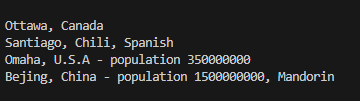 Ottawa, Canada
Santiago, Chili, Spanish
Omaha, U.S.A - population 350000000
Bejing, China - population 1500000000, Mandorin